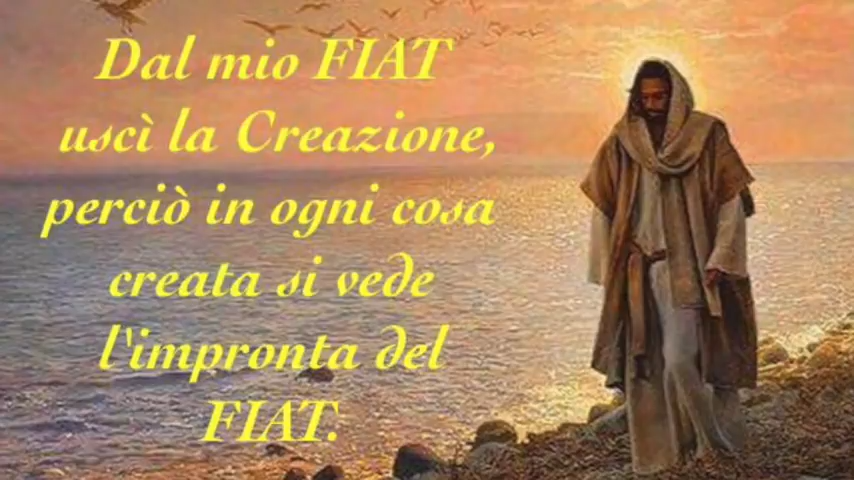 Dal mio FIAT
uscì la Creazione,
perciò in ogni cosa
creata si vede
l'impronta del
FIAT.